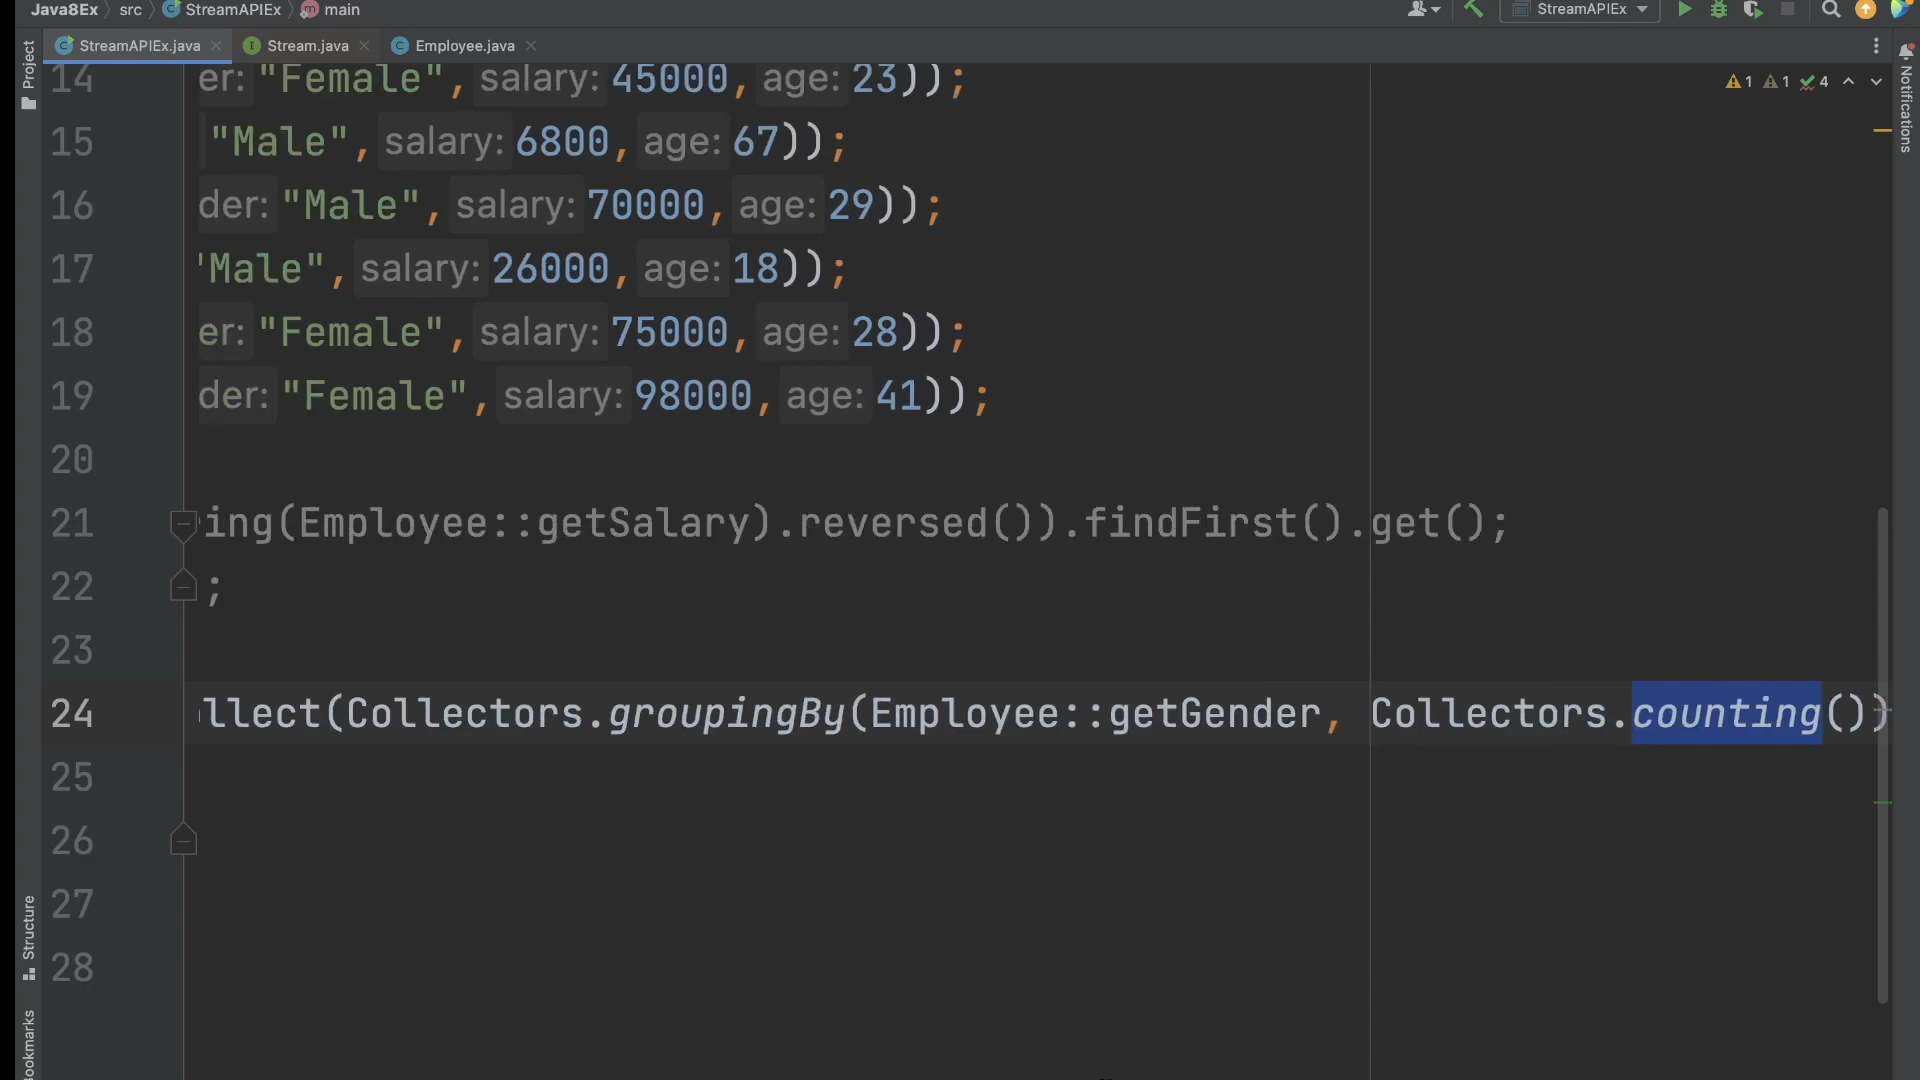 Java8Ex src StreamAPIEx main
StreamAPIEx
StreamAPIEx.java Stream.java Employee.java
Project
Notifications
1 1 4
14 er: "Female", salary: 45000, age: 23));
15 "Male", salary: 6800, age: 67));
16 der: "Male", salary: 70000, age: 29));
17 "Male", salary: 26000, age: 18));
18 er: "Female", salary: 75000, age: 28));
19 der: "Female", salary: 98000, age: 41));
20
21 ing(Employee::getSalary).reversed()).findFirst().get();
22 ;
23
24 llect(Collectors.groupingBy(Employee::getGender, Collectors.counting())
25
26
27
28
Structure
Bookmarks